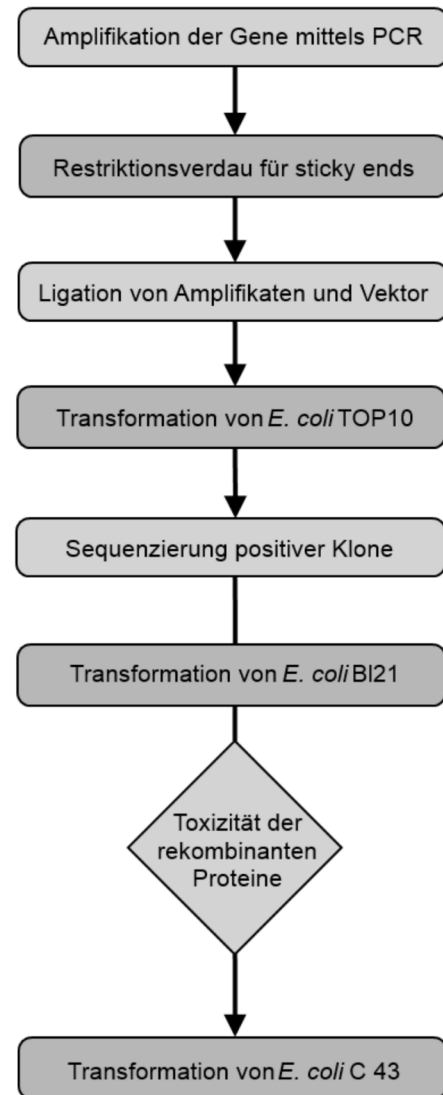 Amplifikation der Gene mittels PCR
Restriktionsverdau für sticky ends
Ligation von Amplifikaten und Vektor
Transformation von E. coli TOP10
Sequenzierung positiver Klone
Transformation von E. coli Bl21
Toxizität der
rekombinanten
Proteine
Transformation von E. coli C 43